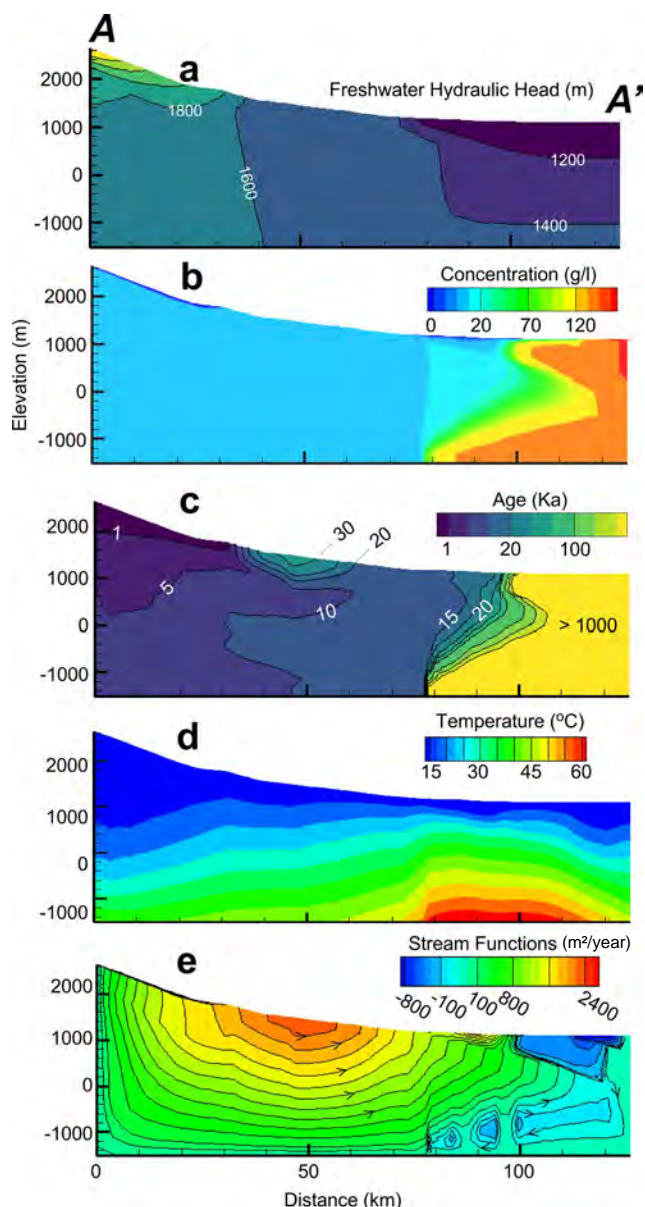 A
a
Freshwater Hydraulic Head (m)
A'
2000
1000
0
-1000
1800
1600
1200
1400
b
Concentration (g/l)
0 20 70 120
2000
1000
0
-1000
Elevation (m)
c
Age (Ka)
1 20 100
2000
1000
0
-1000
1
5
10
30
20
15
20
> 1000
d
Temperature (oC)
15 30 45 60
2000
1000
0
-1000
e
Stream Functions (m²/year)
-800 -100 100 800 2400
2000
1000
0
-1000
0 50 100
Distance (km)